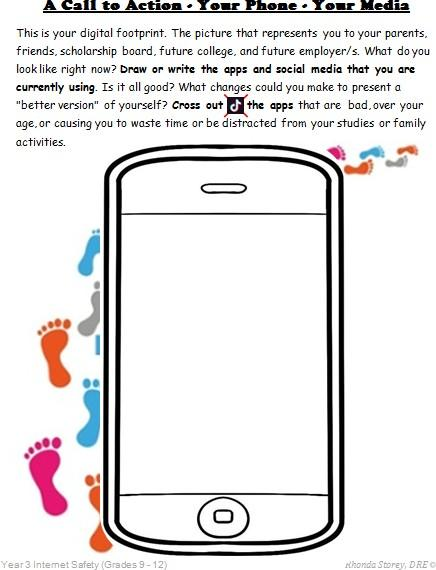 A Call to Action - Your Phone - Your Media
This is your digital footprint. The picture that represents you to your parents,
friends, scholarship board, future college, and future employer/s. What do you
look like right now? Draw or write the apps and social media that you are
currently using. Is it all good? What changes could you make to present a
"better version" of yourself? Cross out the apps that are bad, over your
age, or causing you to waste time or be distracted from your studies or family
activities.
Year 3 Internet Safety (Grades 9 - 12)
Rhonda Storey, DRE ©